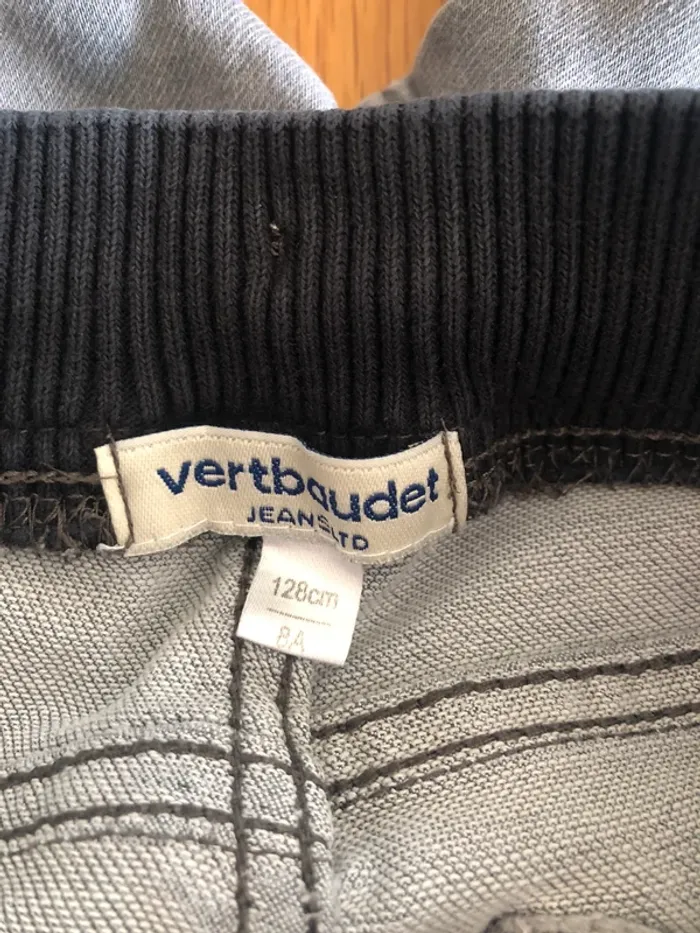 vertbaudet
JEANS LTD
128cm
8A